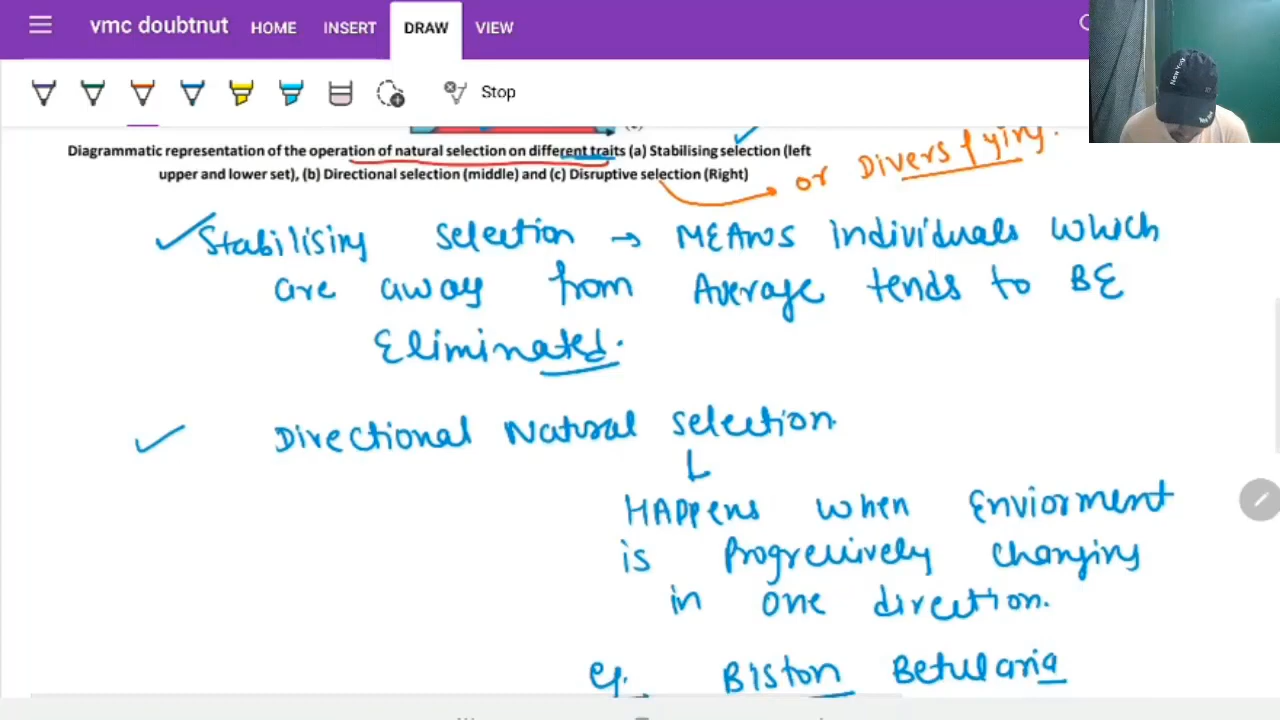 vmc doubtnut HOME INSERT DRAW VIEW
Stop
Diagrammatic representation of the operation of natural selection on different traits (a) Stabilising selection (left
upper and lower set), (b) Directional selection (middle) and (c) Disruptive selection (Right)
or Diversifying.
Stabilising selection → MEANS individuals which
are away from Average tends to BE
Eliminated.
Directional Natural selection.
HAPPens when Enviorment
is Progressively Changing
in one direction.
eg. Biston Betularia